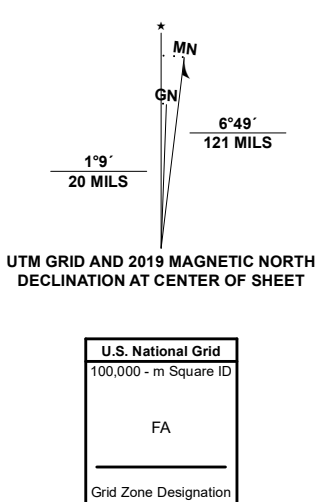 MN
GN
6°49´
121 MILS
1°9´
20 MILS
UTM GRID AND 2019 MAGNETIC NORTH
DECLINATION AT CENTER OF SHEET
U.S. National Grid
100,000 - m Square ID
FA
Grid Zone Designation